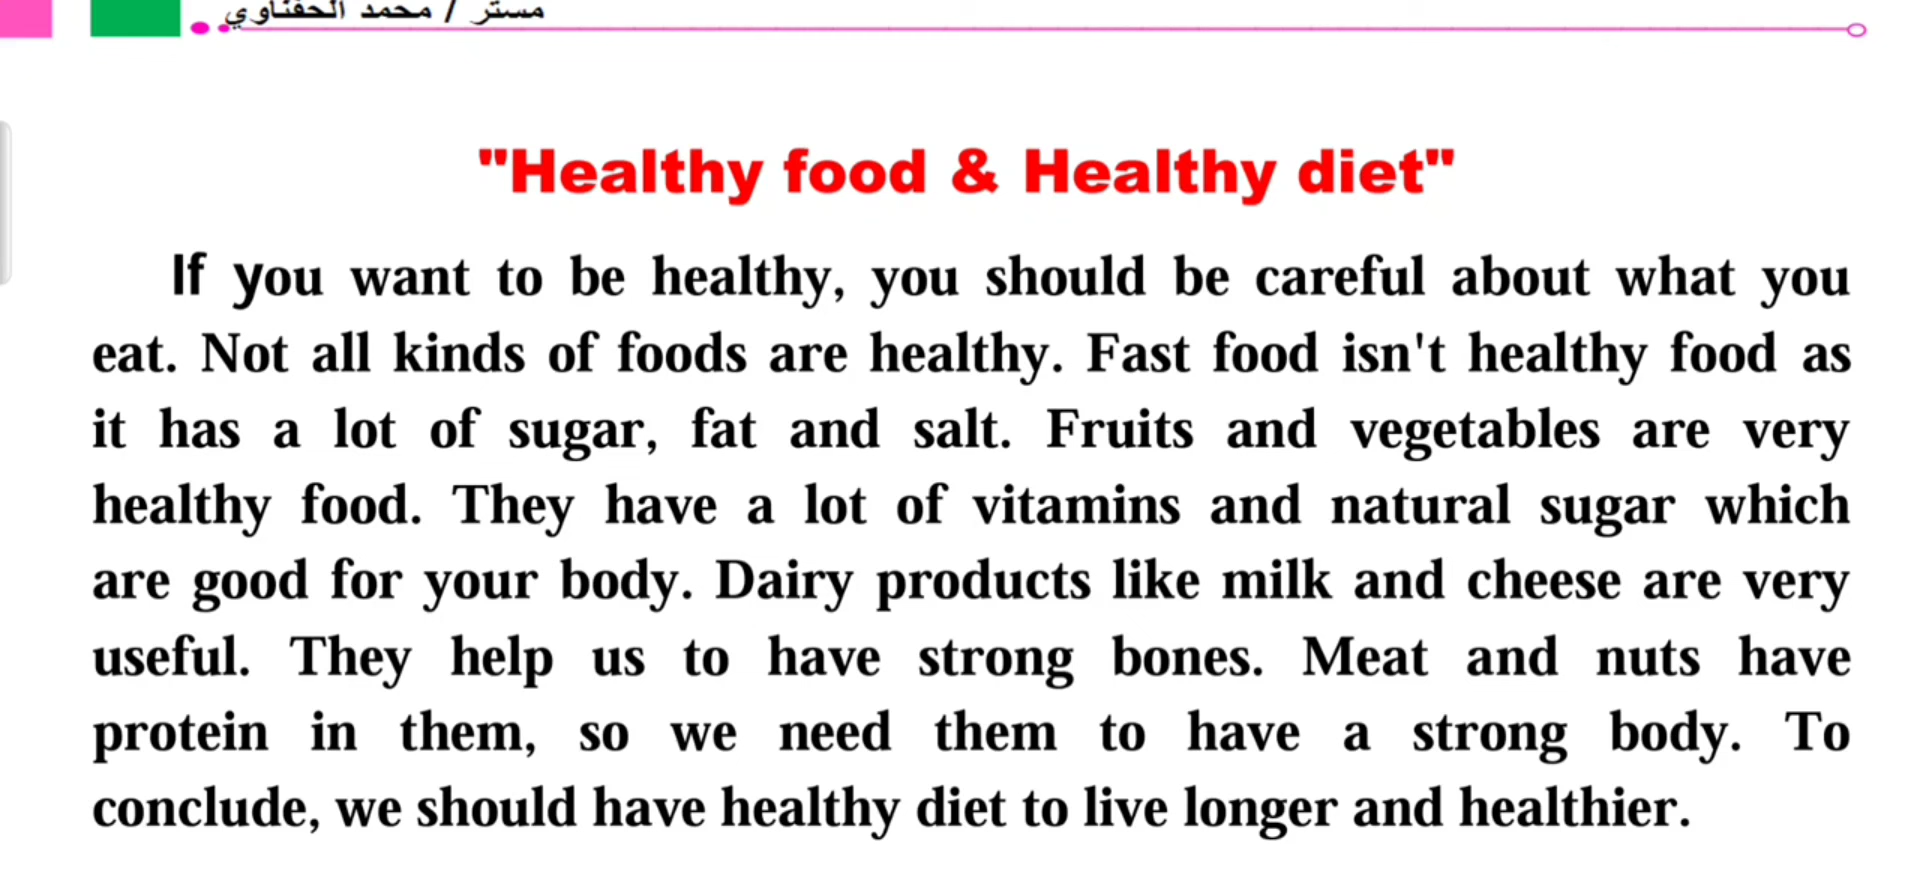 مستر / محمد الحفناوي
"Healthy food & Healthy diet"
If you want to be healthy, you should be careful about what you
eat. Not all kinds of foods are healthy. Fast food isn't healthy food as
it has a lot of sugar, fat and salt. Fruits and vegetables are very
healthy food. They have a lot of vitamins and natural sugar which
are good for your body. Dairy products like milk and cheese are very
useful. They help us to have strong bones. Meat and nuts have
protein in them, so we need them to have a strong body. To
conclude, we should have healthy diet to live longer and healthier.